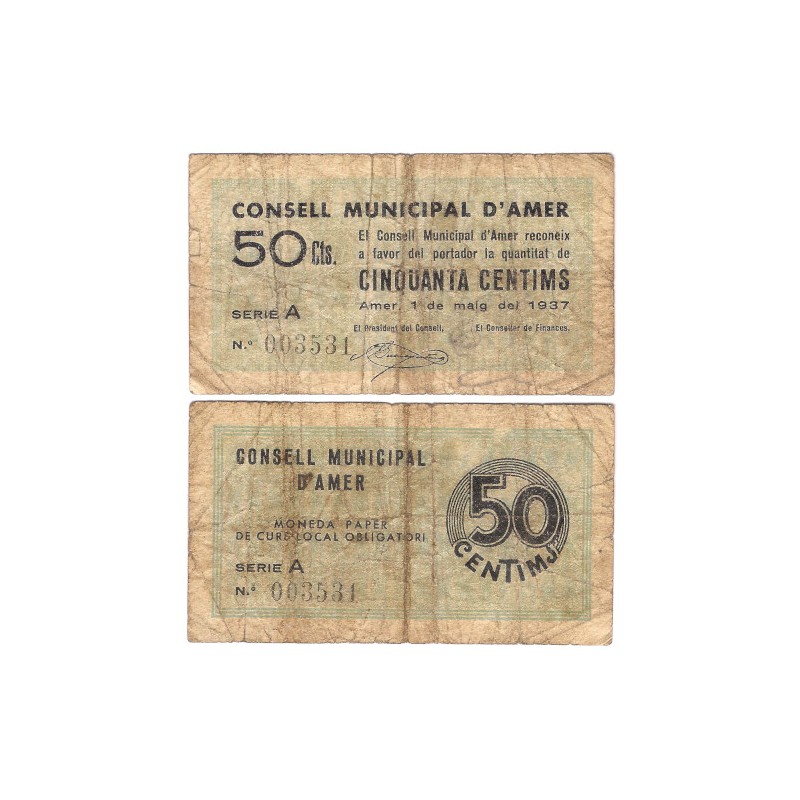 CONSELL MUNICIPAL D'AMER
50 Cts.
El Consell Municipal d'Amer reconeix
a favor del portador la quantitat de
CINQUANTA CENTIMS
Amer, 1 de maig del 1937
SERIE A
El President del Consell,
El Conseller de Finances,
N.º 003531
CONSELL MUNICIPAL
D'AMER
MONEDA PAPER
DE CURS LOCAL OBLIGATORI
SERIE A
N.º 003531
50
CENTIMS